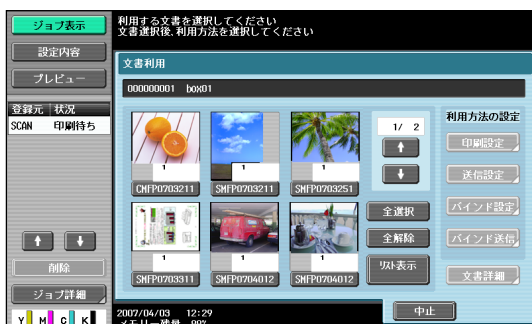 ジョブ表示
利用する文書を選択してください
文書選択後、利用方法を選択してください
設定内容
プレビュー
文書利用
000000001 box01
登録元 状況
SCAN 印刷待ち
利用方法の設定
1/ 2
1
1
1
CMFP0703211
SMFP0703211
SMFP0703251
印刷設定
送信設定
全選択
バインド設定
全解除
バインド送信
1
1
1
SMFP0703311
SMFP0704012
SMFP0704012
リスト表示
文書詳細
削除
ジョブ詳細
中止
2007/04/03 12:29
メモリー残量 99%
Y M C K